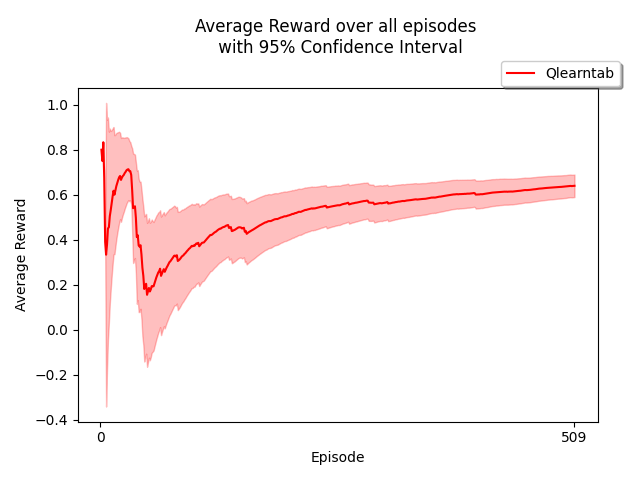 Average Reward over all episodes
with 95% Confidence Interval
Qlearntab
1.0
0.8
0.6
0.4
0.2
0.0
−0.2
−0.4
Average Reward
0
509
Episode